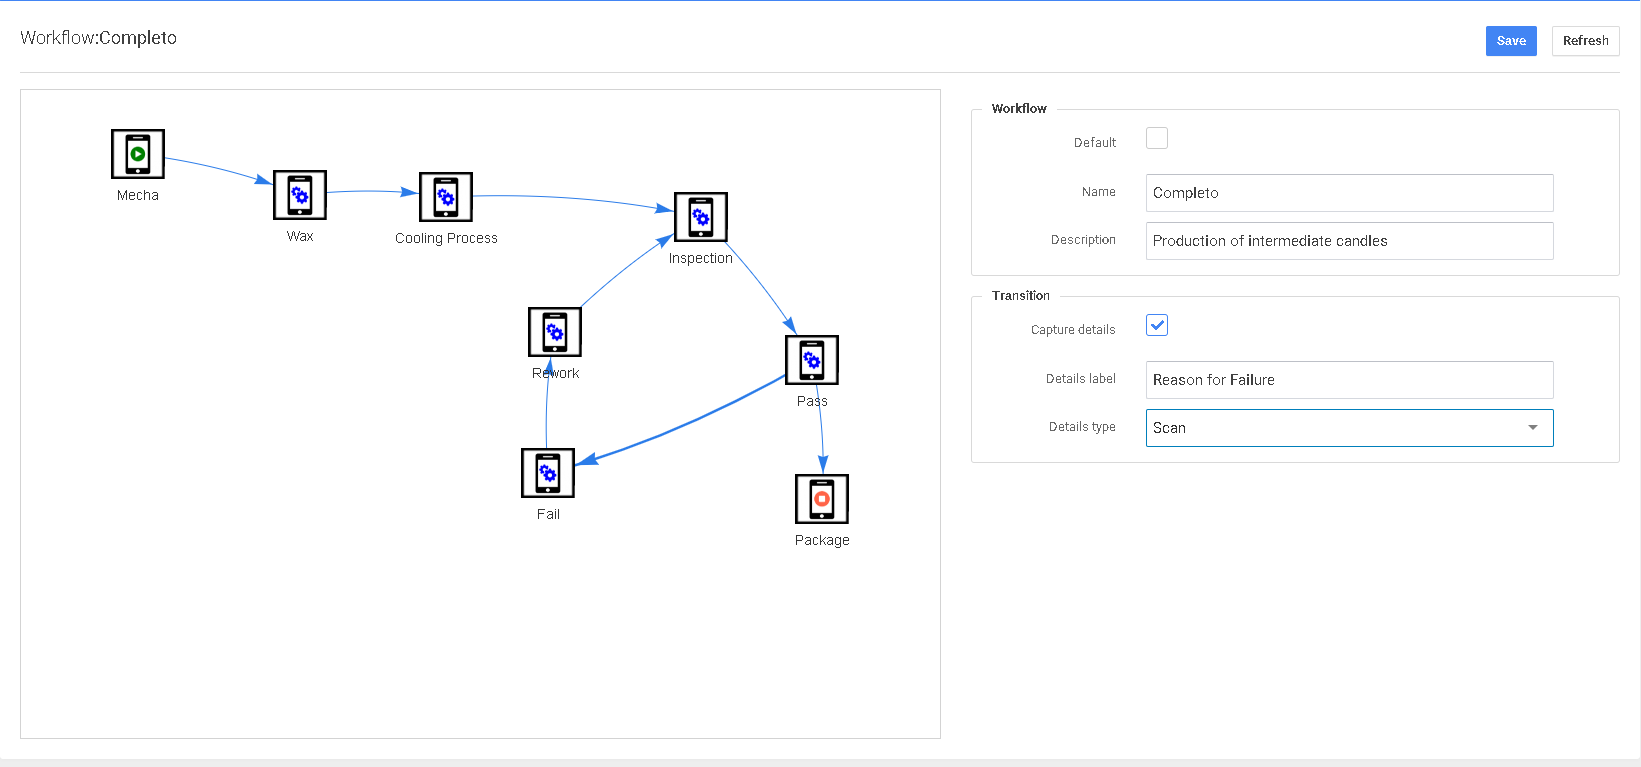 Workflow:Completo
Save
Refresh
Mecha
Wax
Cooling Process
Inspection
Rework
Pass
Fail
Package
Workflow
Default
Name
Completo
Description
Production of intermediate candles
Transition
Capture details
Details label
Reason for Failure
Details type
Scan